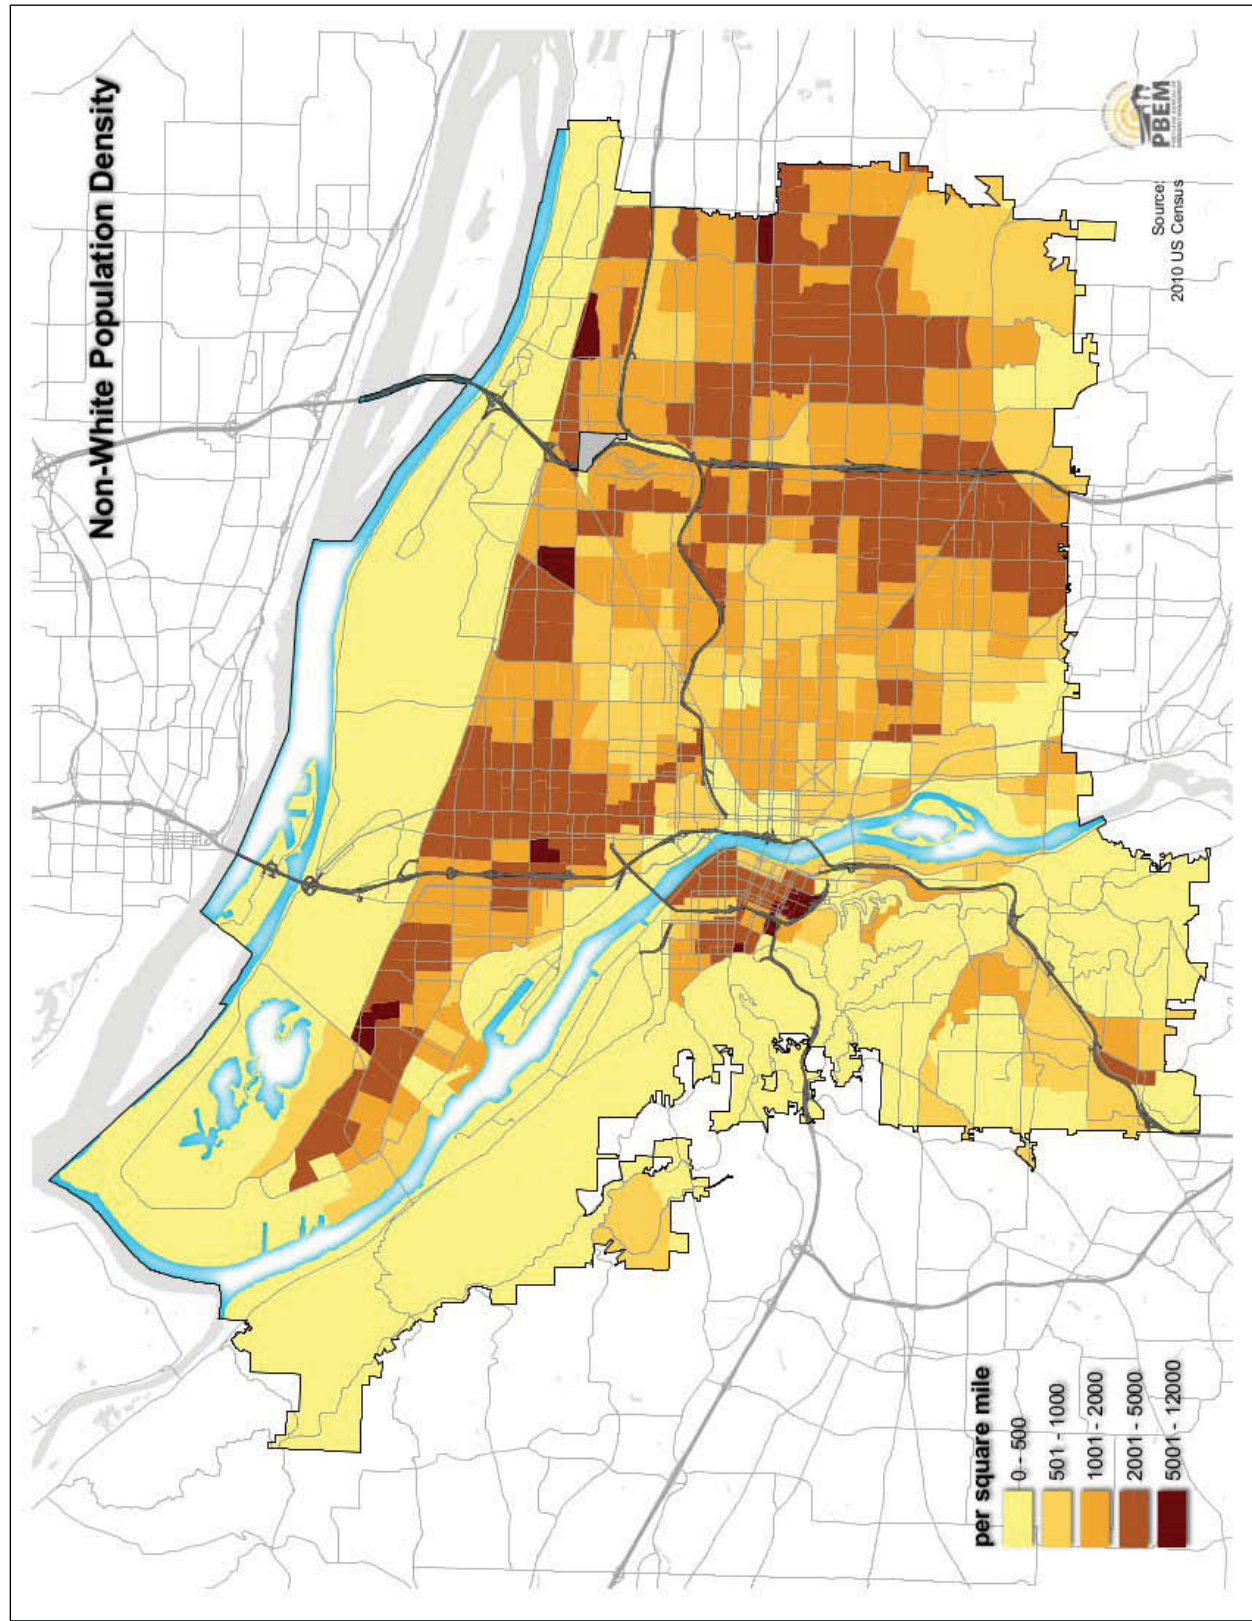 Non-White Population Density
per square mile
0 - 500
501 - 1000
1001 - 2000
2001 - 5000
5001 - 12000
Source:
2010 US Census
PBEM